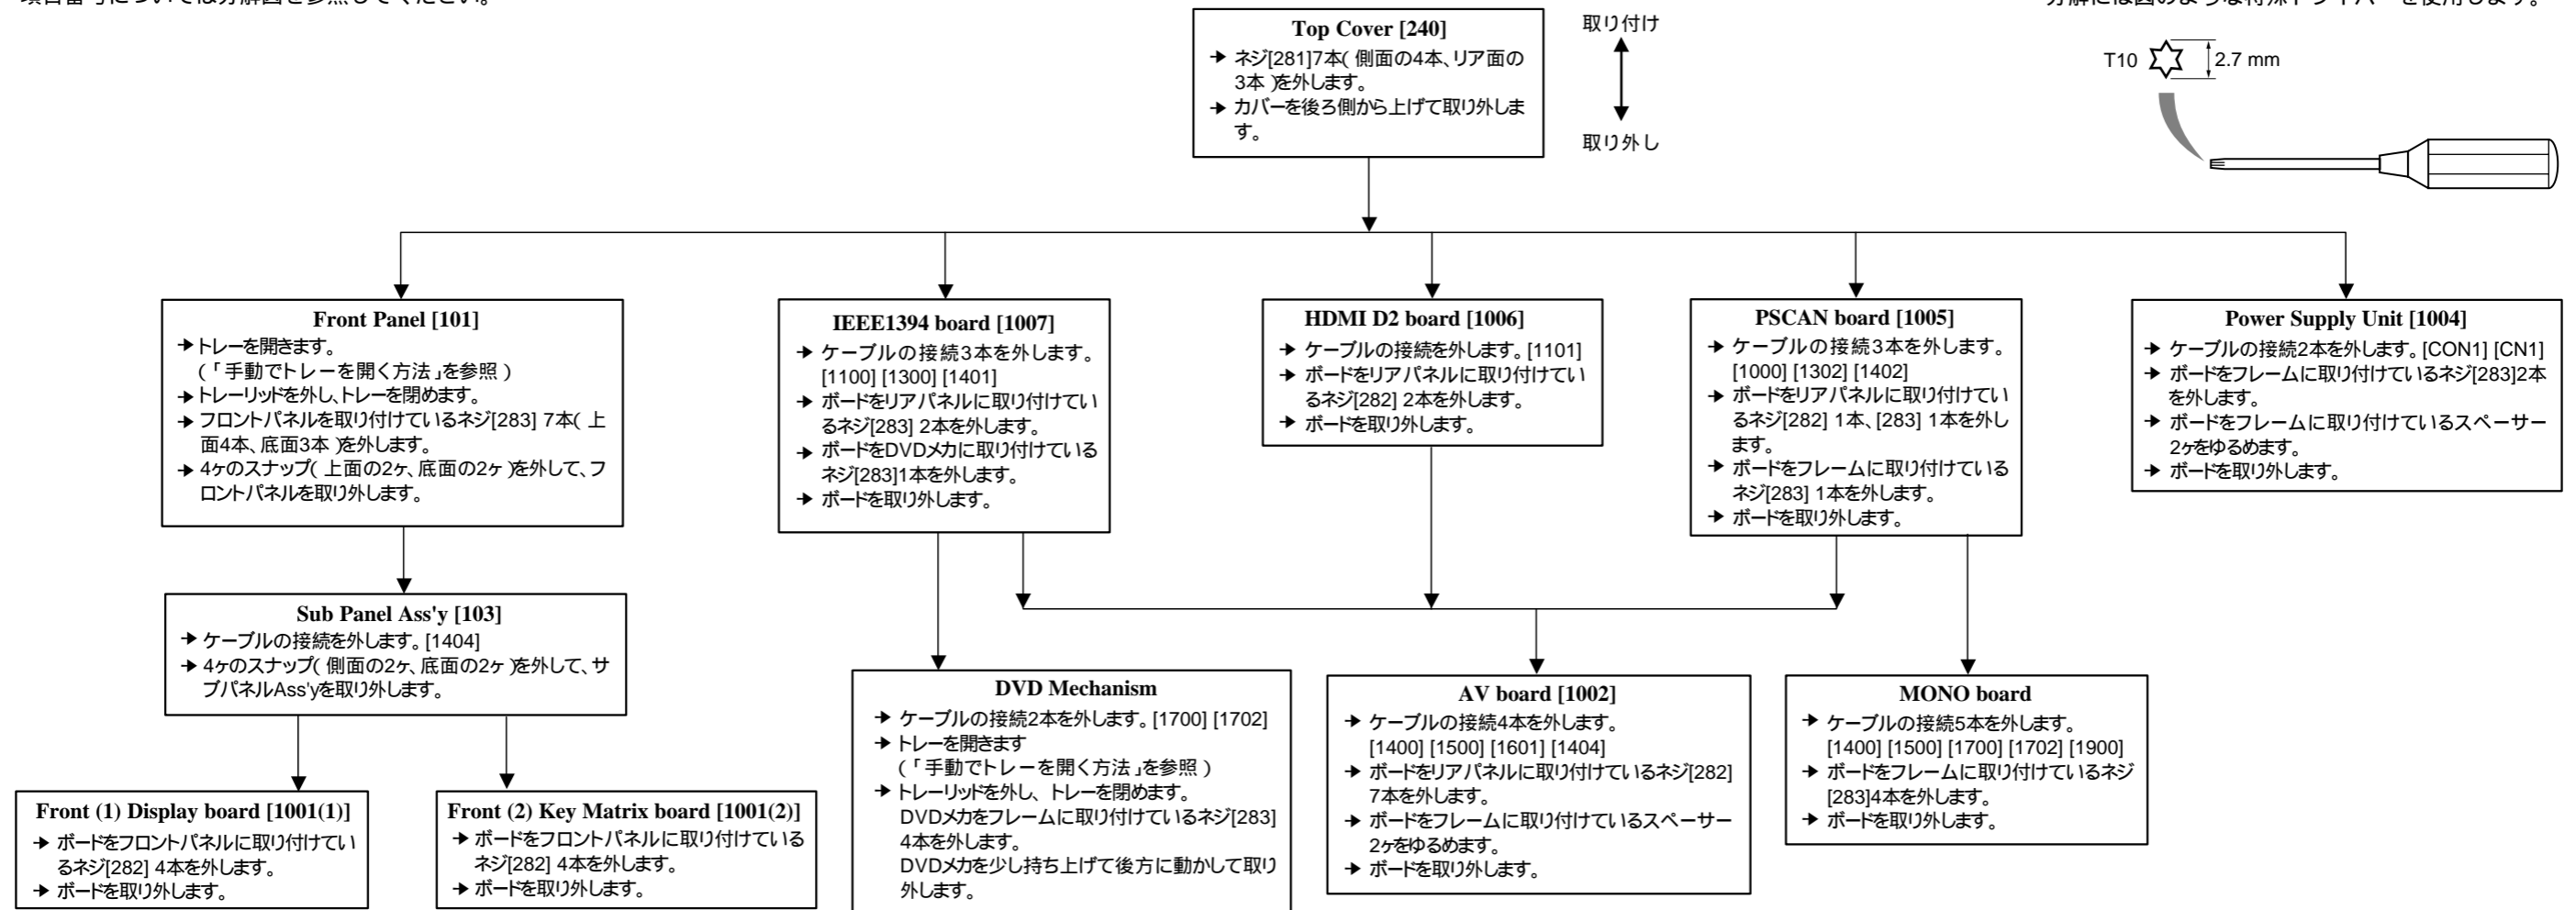 項目番号については分解図を参照してください。
分解には図のような特殊ドライバーを使用します。
Top Cover [240]
→ ネジ[281]7本( 側面の4本、リア面の
3本 )を外します。
→ カバーを後ろ側から上げて取り外しま
す。
取り付け
取り外し
T10
2.7 mm
Front Panel [101]
→ トレーを開きます。
(「手動でトレーを開く方法」を参照 )
→ トレーリッドを外し、トレーを閉めます。
→ フロントパネルを取り付けているネジ[283] 7本( 上
面4本、底面3本 )を外します。
→ 4ヶのスナップ( 上面の2ヶ、底面の2ヶ )を外して、フ
ロントパネルを取り外します。
IEEE1394 board [1007]
→ ケーブルの接続3本を外します。
[1100] [1300] [1401]
→ ボードをリアパネルに取り付けてい
るネジ[283] 2本を外します。
→ ボードをDVDメカに取り付けている
ネジ[283]1本を外します。
→ ボードを取り外します。
HDMI D2 board [1006]
→ ケーブルの接続を外します。[1101]
→ ボードをリアパネルに取り付けてい
るネジ[282] 2本を外します。
→ ボードを取り外します。
PSCAN board [1005]
→ ケーブルの接続3本を外します。
[1000] [1302] [1402]
→ ボードをリアパネルに取り付けてい
るネジ[282] 1本、[283] 1本を外し
ます。
→ ボードをフレームに取り付けている
ネジ[283] 1本を外します。
→ ボードを取り外します。
Power Supply Unit [1004]
→ ケーブルの接続2本を外します。[CON1] [CN1]
→ ボードをフレームに取り付けているネジ[283]2本
を外します。
→ ボードをフレームに取り付けているスペーサー
2ヶをゆるめます。
→ ボードを取り外します。
Sub Panel Ass'y [103]
→ ケーブルの接続を外します。[1404]
→ 4ヶのスナップ( 側面の2ヶ、底面の2ヶ )を外して、サ
ブパネルAss'yを取り外します。
DVD Mechanism
→ ケーブルの接続2本を外します。[1700] [1702]
→ トレーを開きます
(「手動でトレーを開く方法」を参照 )
→ トレーリッドを外し、トレーを閉めます。
DVDメカをフレームに取り付けているネジ[283]
4本を外します。
DVDメカを少し持ち上げて後方に動かして取り
外します。
AV board [1002]
→ ケーブルの接続4本を外します。
[1400] [1500] [1601] [1404]
→ ボードをリアパネルに取り付けているネジ[282]
7本を外します。
→ ボードをフレームに取り付けているスペーサー
2ヶをゆるめます。
→ ボードを取り外します。
MONO board
→ ケーブルの接続5本を外します。
[1400] [1500] [1700] [1702] [1900]
→ ボードをフレームに取り付けているネジ
[283]4本を外します。
→ ボードを取り外します。
Front (1) Display board [1001(1)]
→ ボードをフロントパネルに取り付けてい
るネジ[282] 4本を外します。
→ ボードを取り外します。
Front (2) Key Matrix board [1001(2)]
→ ボードをフロントパネルに取り付けている
ネジ[282] 4本を外します。
→ ボードを取り外します。